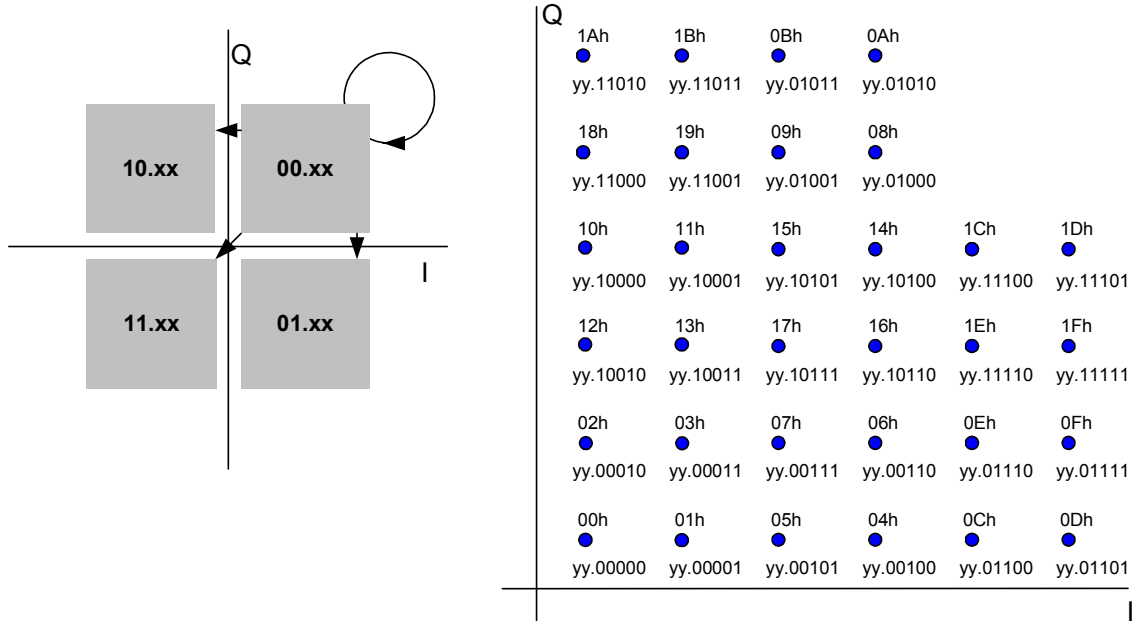 Q
10.xx 00.xx
I
11.xx 01.xx
Q
1Ah 1Bh 0Bh 0Ah
yy.11010 yy.11011 yy.01011 yy.01010
18h 19h 09h 08h
yy.11000 yy.11001 yy.01001 yy.01000
10h 11h 15h 14h 1Ch 1Dh
yy.10000 yy.10001 yy.10101 yy.10100 yy.11100 yy.11101
12h 13h 17h 16h 1Eh 1Fh
yy.10010 yy.10011 yy.10111 yy.10110 yy.11110 yy.11111
02h 03h 07h 06h 0Eh 0Fh
yy.00010 yy.00011 yy.00111 yy.00110 yy.01110 yy.01111
00h 01h 05h 04h 0Ch 0Dh
yy.00000 yy.00001 yy.00101 yy.00100 yy.01100 yy.01101
I